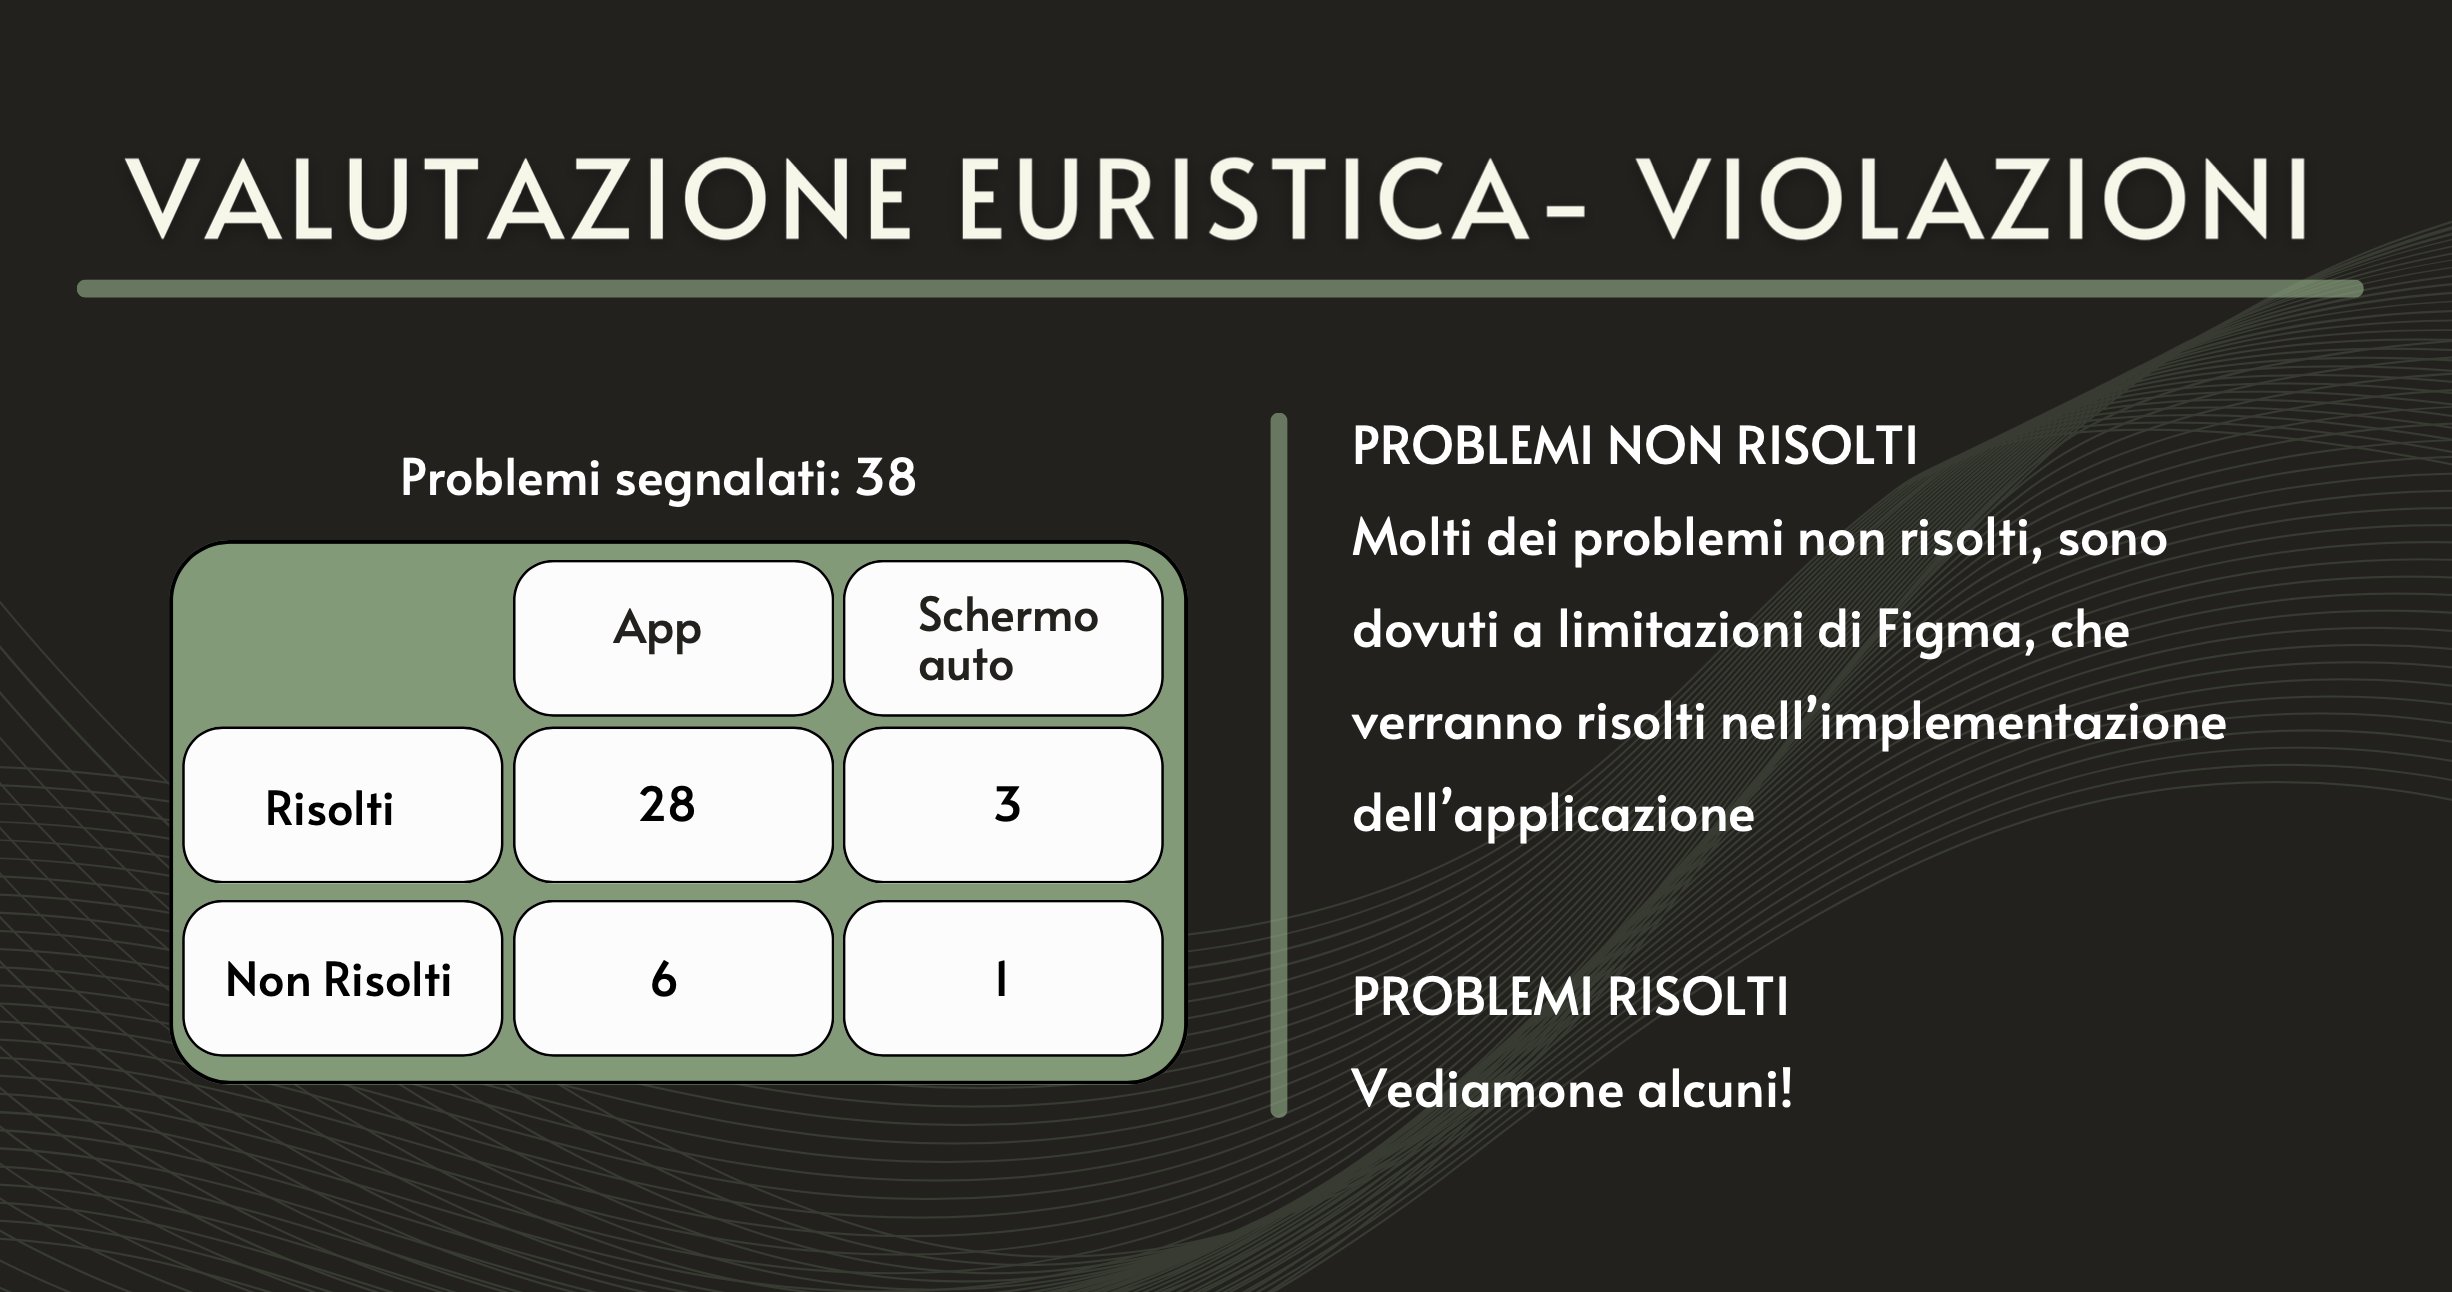 VALUTAZIONE EURISTICA- VIOLAZIONI
Problemi segnalati: 38
App
Schermo
auto
Risolti
28
3
Non Risolti
6
1
PROBLEMI NON RISOLTI
Molti dei problemi non risolti, sono
dovuti a limitazioni di Figma, che
verranno risolti nell’implementazione
dell’applicazione
PROBLEMI RISOLTI
Vediamone alcuni!